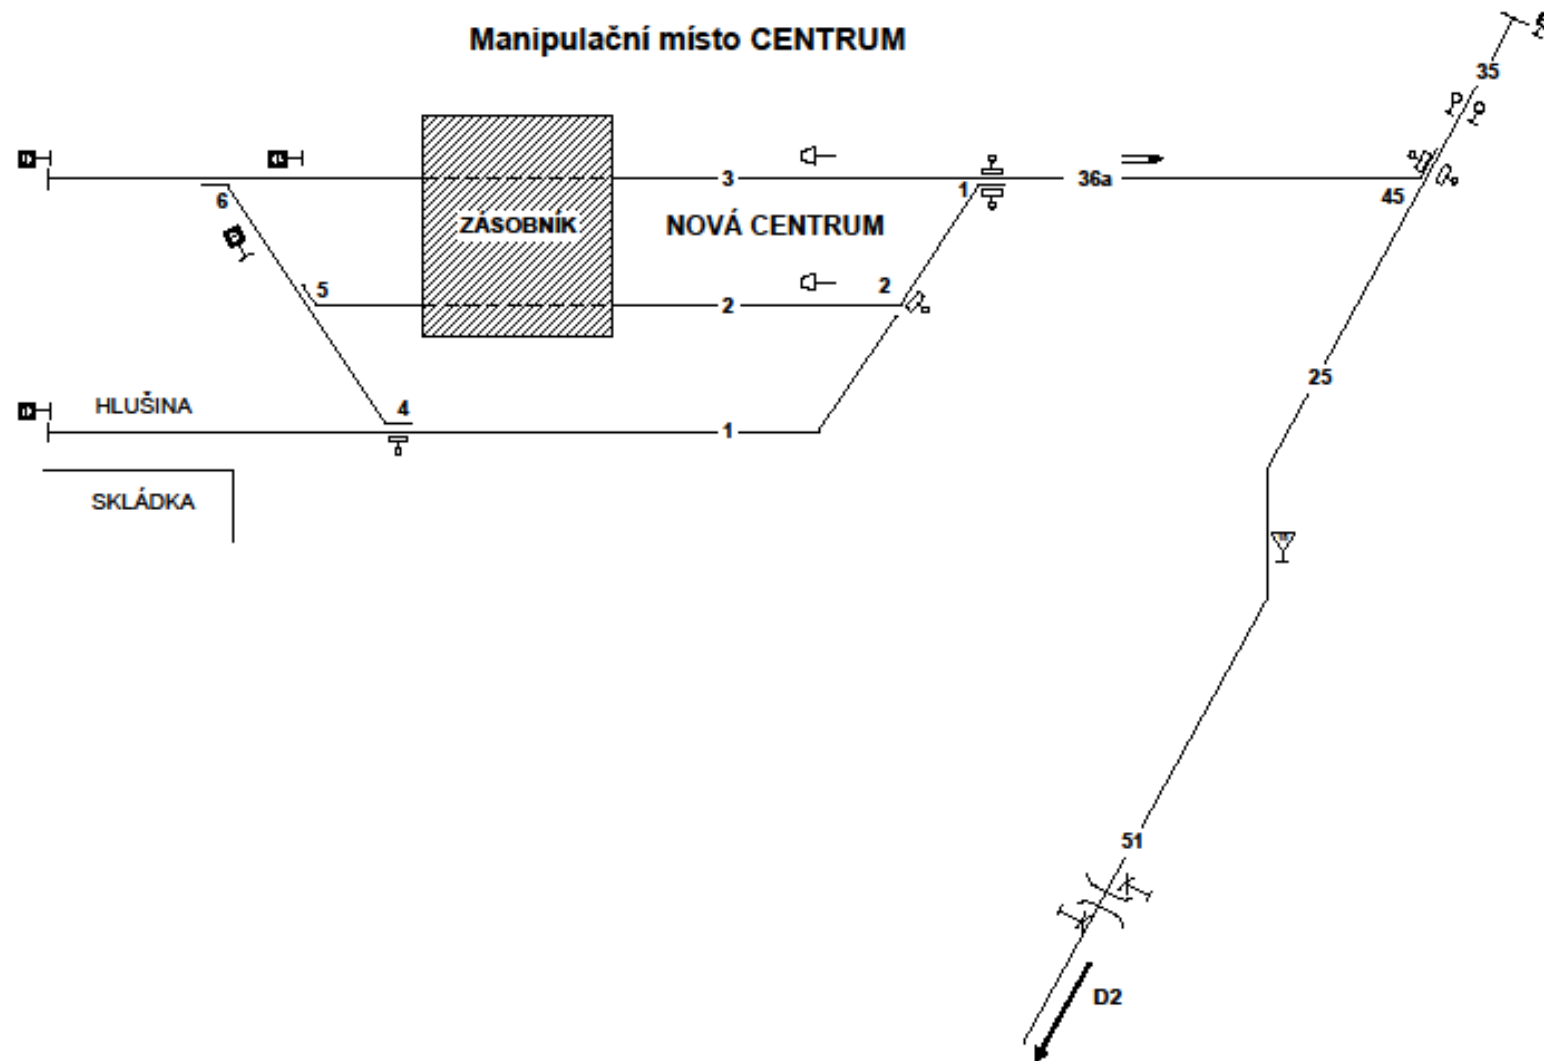 Manipulační místo CENTRUM
35
3
36a
1
45
6
ZÁSOBNÍK
NOVÁ CENTRUM
5
2
2
25
HLUŠINA
4
1
SKLÁDKA
51
D2